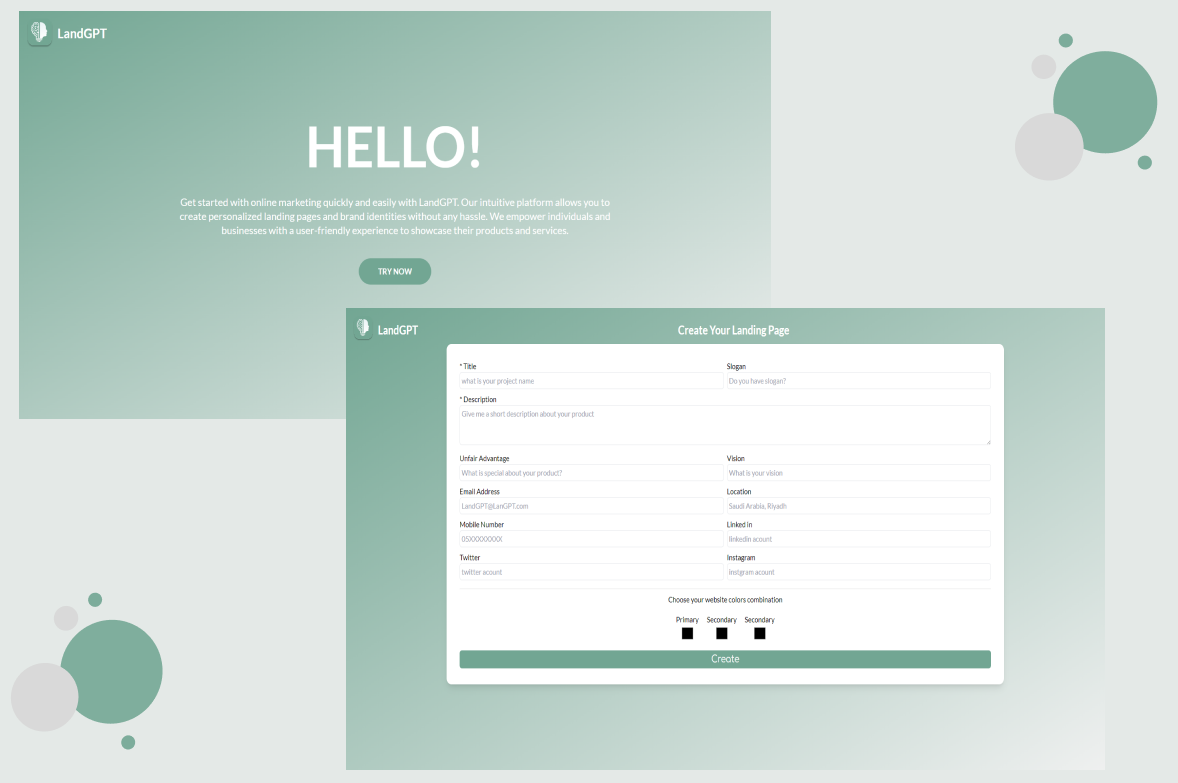 LandGPT
HELLO!
Get started with online marketing quickly and easily with LandGPT. Our intuitive platform allows you to
create personalized landing pages and brand identities without any hassle. We empower individuals and
businesses with a user-friendly experience to showcase their products and services.
TRY NOW
LandGPT
Create Your Landing Page
* Title
Slogan
what is your project name
Do you have slogan?
* Description
Give me a short description about your product
Unfair Advantage
Vision
What is special about your product?
What is your vision
Email Address
Location
LandGPT@LanGPT.com
Saudi Arabia, Riyadh
Mobile Number
Linked in
05XXXXXXXX
linkedin acount
Twitter
Instagram
twitter acount
instgram acount
Choose your website colors combination
Primary Secondary Secondary
Create